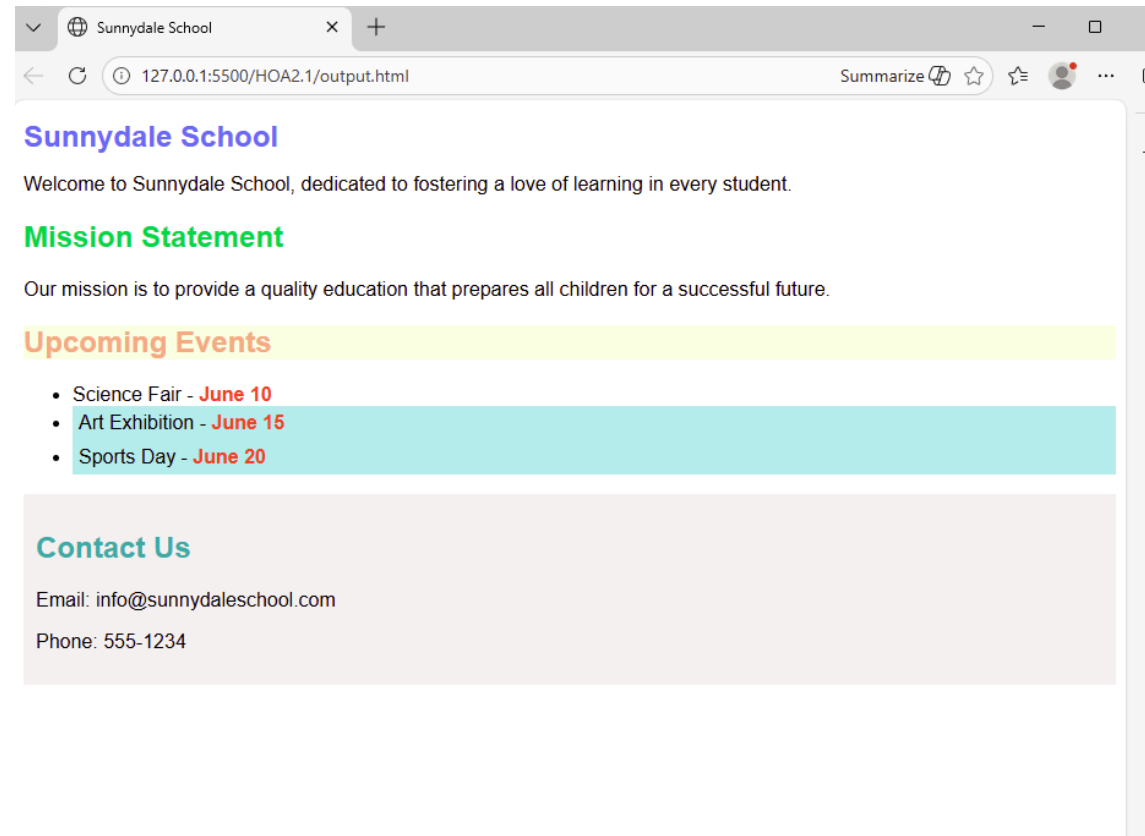 Sunnydale School
127.0.0.1:5500/HOA2.1/output.html Summarize
Sunnydale School
Welcome to Sunnydale School, dedicated to fostering a love of learning in every student.
Mission Statement
Our mission is to provide a quality education that prepares all children for a successful future.
Upcoming Events
Science Fair - June 10
Art Exhibition - June 15
Sports Day - June 20
Contact Us
Email: info@sunnydaleschool.com
Phone: 555-1234